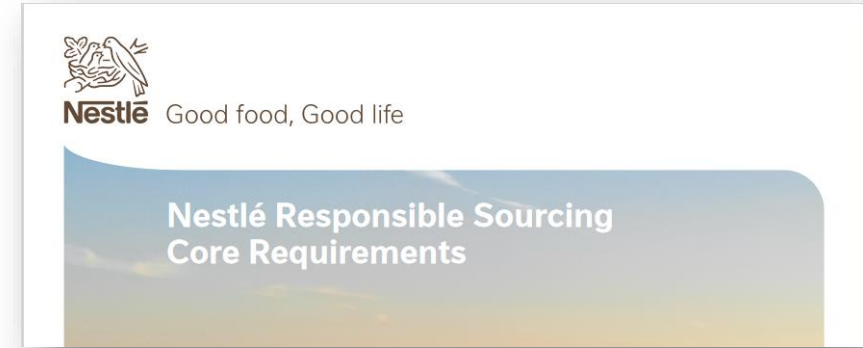 Nestlé Good food, Good life
Nestlé Responsible Sourcing
Core Requirements